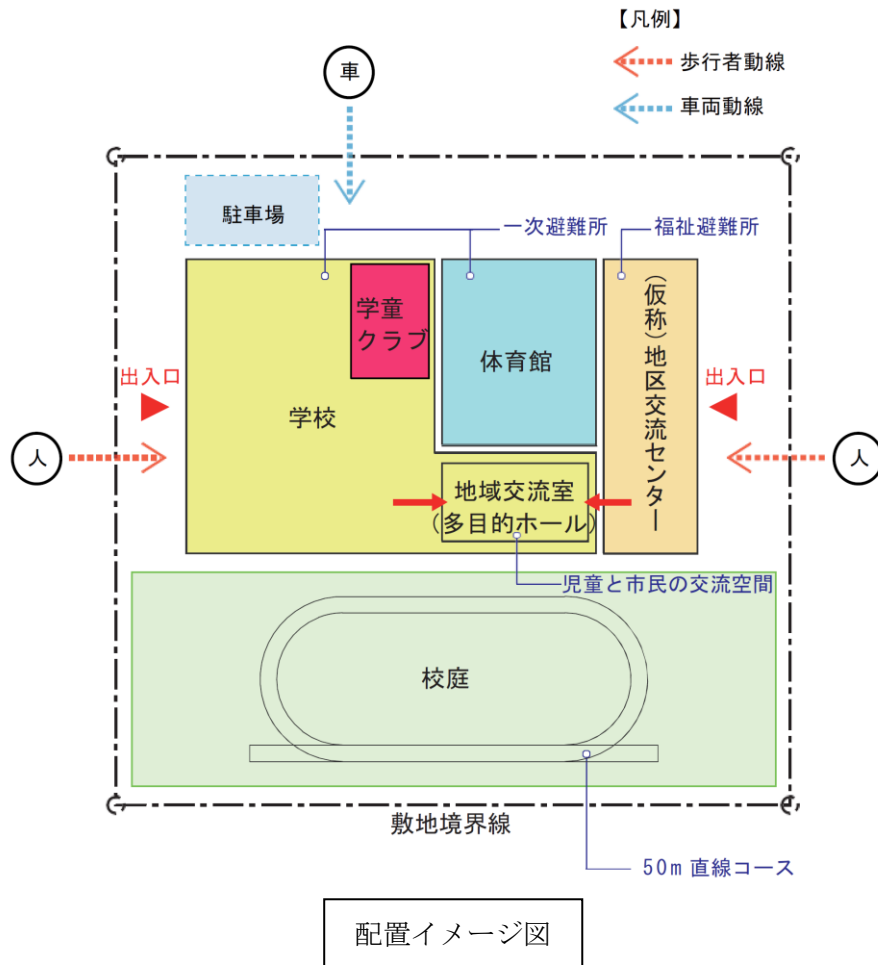 【凡例】
歩行者動線
車両動線
車
駐車場
一次避難所
福祉避難所
学童
クラブ
体育館
(仮称)地区交流センター
出入口
出入口
学校
人
人
地域交流室
(多目的ホール)
児童と市民の交流空間
校庭
敷地境界線
50m 直線コース
配置イメージ図